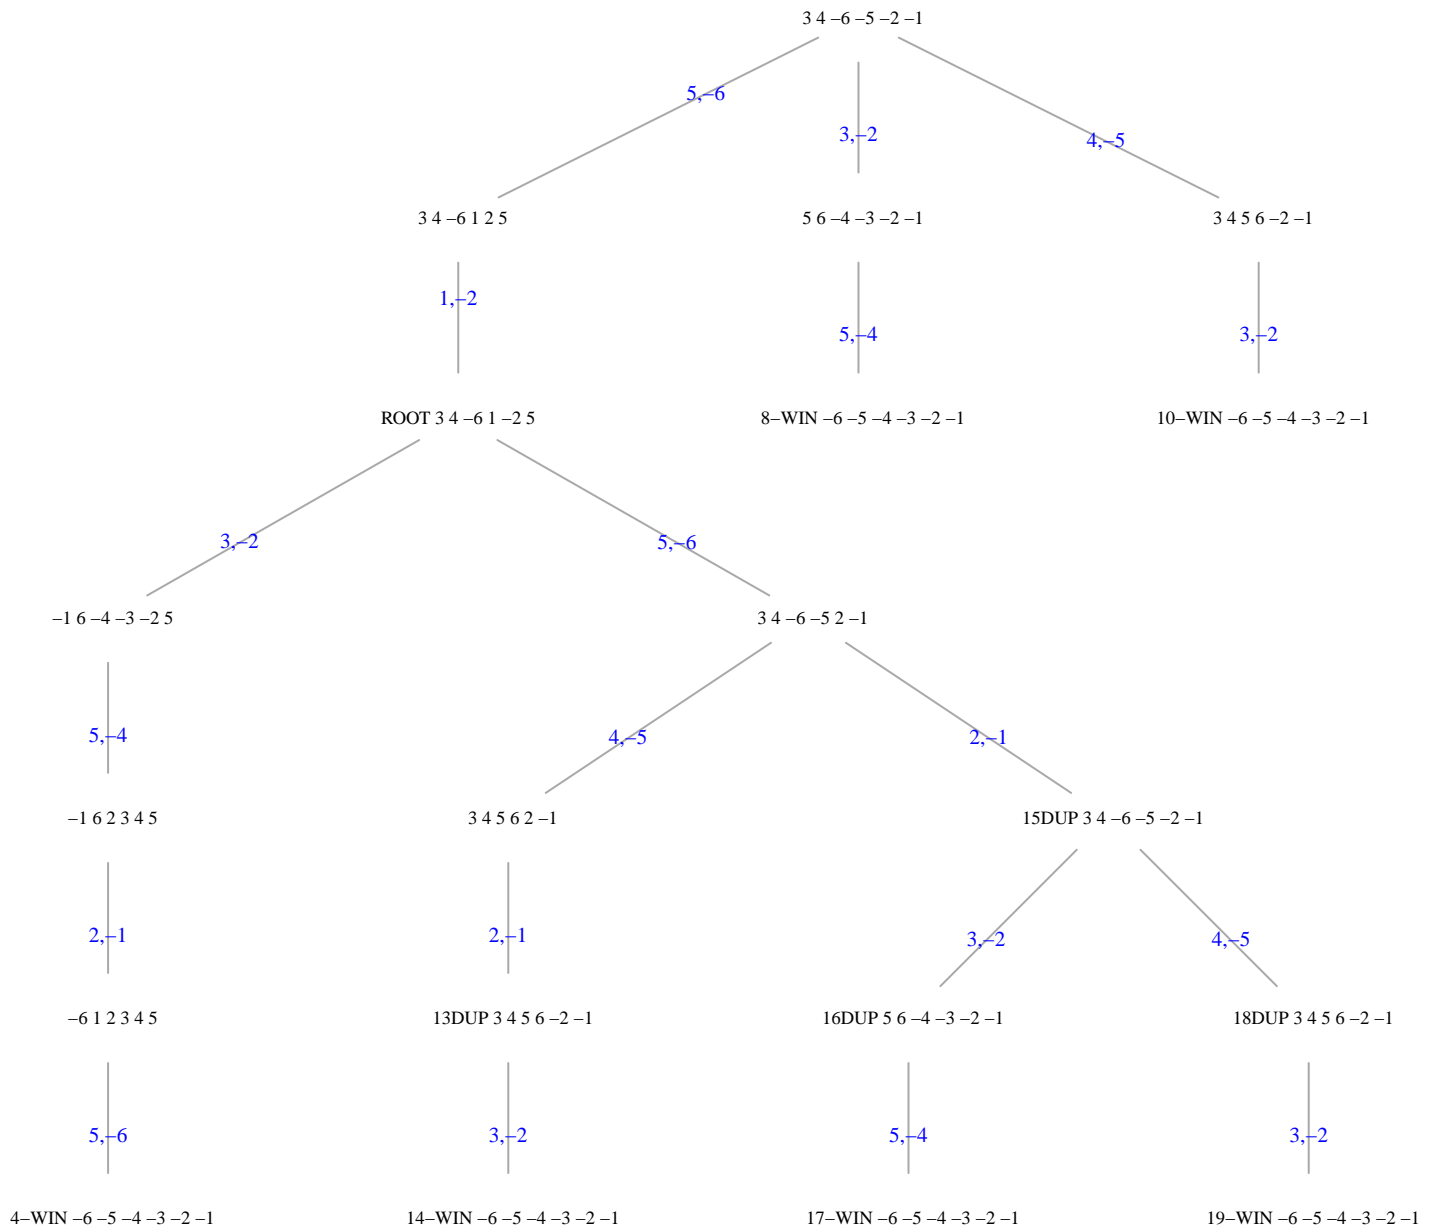 3 4 –6 –5 –2 –1
5,–6
3,–2
4,–5
3 4 –6 1 2 5
5 6 –4 –3 –2 –1
3 4 5 6 –2 –1
1,–2
5,–4
3,–2
ROOT 3 4 –6 1 –2 5
8–WIN –6 –5 –4 –3 –2 –1
10–WIN –6 –5 –4 –3 –2 –1
3,–2
5,–6
–1 6 –4 –3 –2 5
3 4 –6 –5 2 –1
5,–4
4,–5
2,–1
–1 6 2 3 4 5
3 4 5 6 2 –1
15DUP 3 4 –6 –5 –2 –1
2,–1
2,–1
3,–2
4,–5
–6 1 2 3 4 5
13DUP 3 4 5 6 –2 –1
16DUP 5 6 –4 –3 –2 –1
18DUP 3 4 5 6 –2 –1
5,–6
3,–2
5,–4
3,–2
4–WIN –6 –5 –4 –3 –2 –1
14–WIN –6 –5 –4 –3 –2 –1
17–WIN –6 –5 –4 –3 –2 –1
19–WIN –6 –5 –4 –3 –2 –1